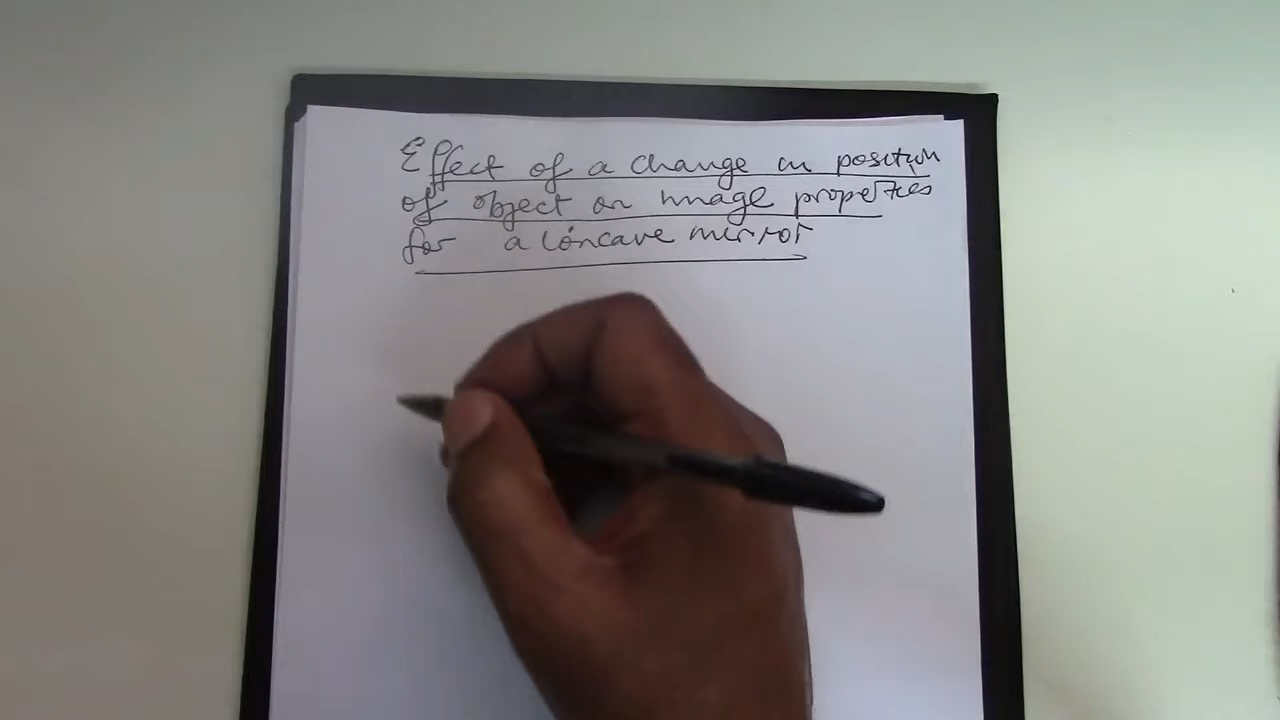 Effect of a change in position
of object on image properties
for a concave mirror